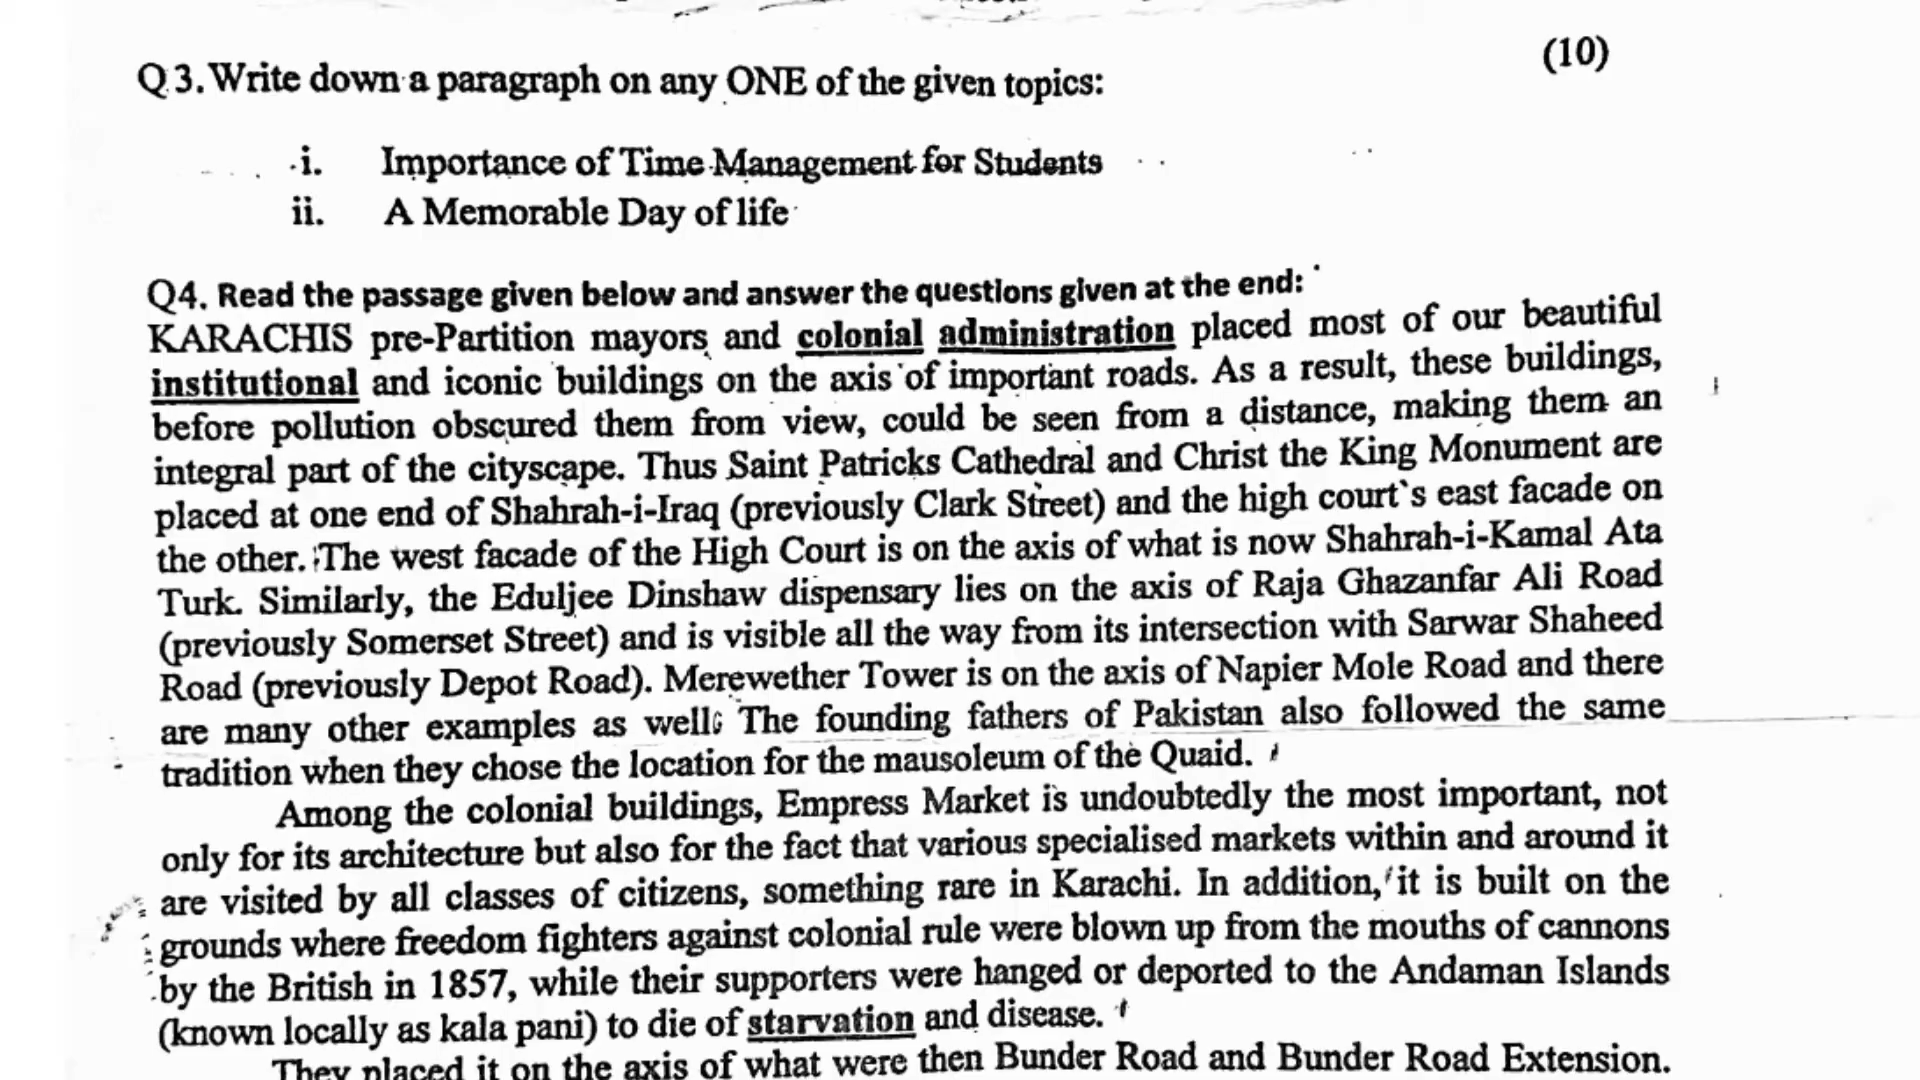 (10)
Q.3. Write down a paragraph on any ONE of the given topics:
i. Importance of Time Management for Students
ii. A Memorable Day of life
Q4. Read the passage given below and answer the questions given at the end:
KARACHIS pre-Partition mayors and colonial administration placed most of our beautiful
institutional and iconic buildings on the axis of important roads. As a result, these buildings,
before pollution obscured them from view, could be seen from a distance, making them an
integral part of the cityscape. Thus Saint Patricks Cathedral and Christ the King Monument are
placed at one end of Shahrah-i-Iraq (previously Clark Street) and the high court`s east facade on
the other. The west facade of the High Court is on the axis of what is now Shahrah-i-Kamal Ata
Turk. Similarly, the Eduljee Dinshaw dispensary lies on the axis of Raja Ghazanfar Ali Road
(previously Somerset Street) and is visible all the way from its intersection with Sarwar Shaheed
Road (previously Depot Road). Merewether Tower is on the axis of Napier Mole Road and there
are many other examples as well. The founding fathers of Pakistan also followed the same
tradition when they chose the location for the mausoleum of the Quaid.
Among the colonial buildings, Empress Market is undoubtedly the most important, not
only for its architecture but also for the fact that various specialised markets within and around it
are visited by all classes of citizens, something rare in Karachi. In addition, it is built on the
grounds where freedom fighters against colonial rule were blown up from the mouths of cannons
by the British in 1857, while their supporters were hanged or deported to the Andaman Islands
(known locally as kala pani) to die of starvation and disease.
They placed it on the axis of what were then Bunder Road and Bunder Road Extension.